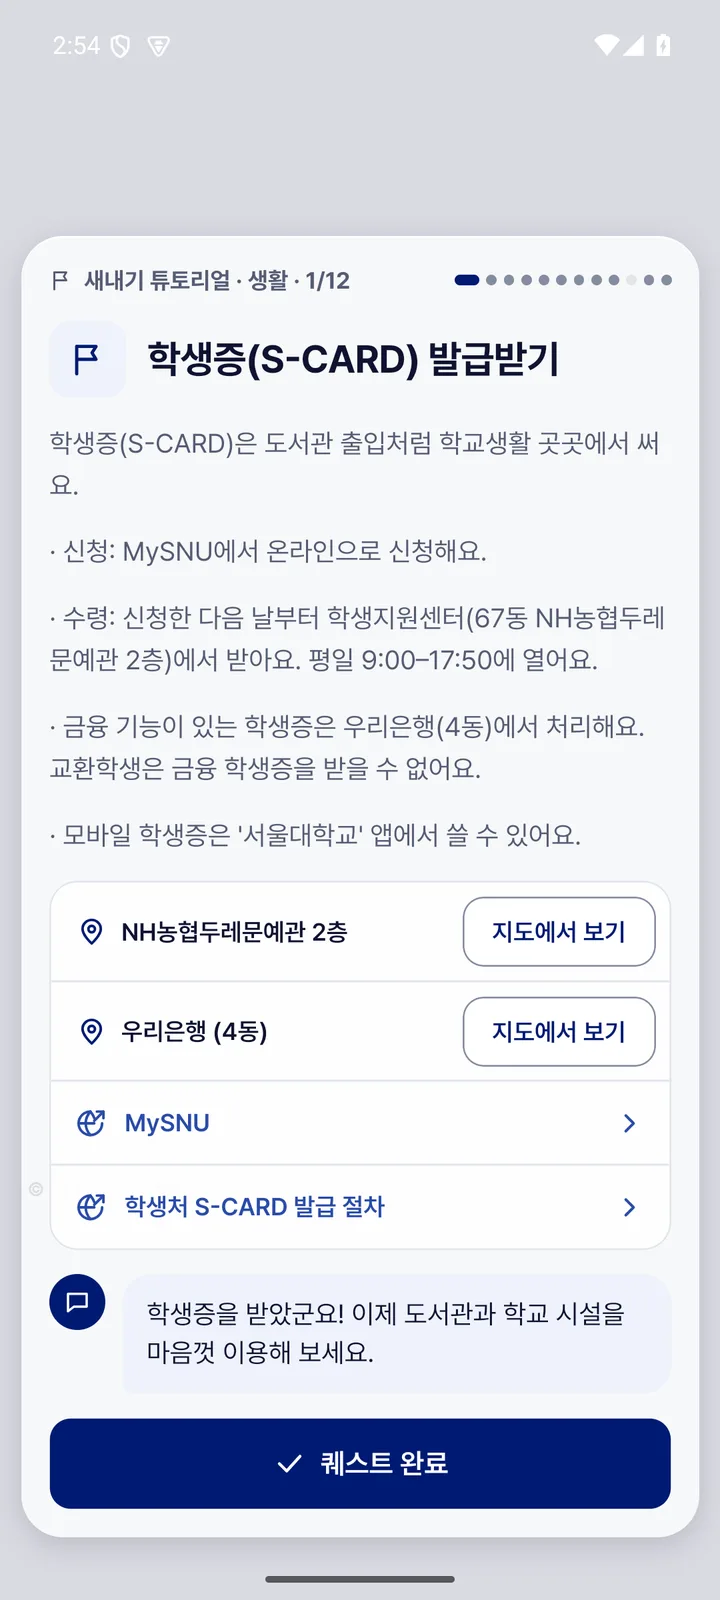 2:54
새내기 튜토리얼 · 생활 · 1/12
학생증(S-CARD) 발급받기
학생증(S-CARD)은 도서관 출입처럼 학교생활 곳곳에서 써
요.
· 신청: MySNU에서 온라인으로 신청해요.
· 수령: 신청한 다음 날부터 학생지원센터(67동 NH농협두레
문예관 2층)에서 받아요. 평일 9:00–17:50에 열어요.
· 금융 기능이 있는 학생증은 우리은행(4동)에서 처리해요.
교환학생은 금융 학생증을 받을 수 없어요.
· 모바일 학생증은 '서울대학교' 앱에서 쓸 수 있어요.
NH농협두레문예관 2층 지도에서 보기
우리은행 (4동) 지도에서 보기
MySNU
©
학생처 S-CARD 발급 절차
학생증을 받았군요! 이제 도서관과 학교 시설을
마음껏 이용해 보세요.
퀘스트 완료